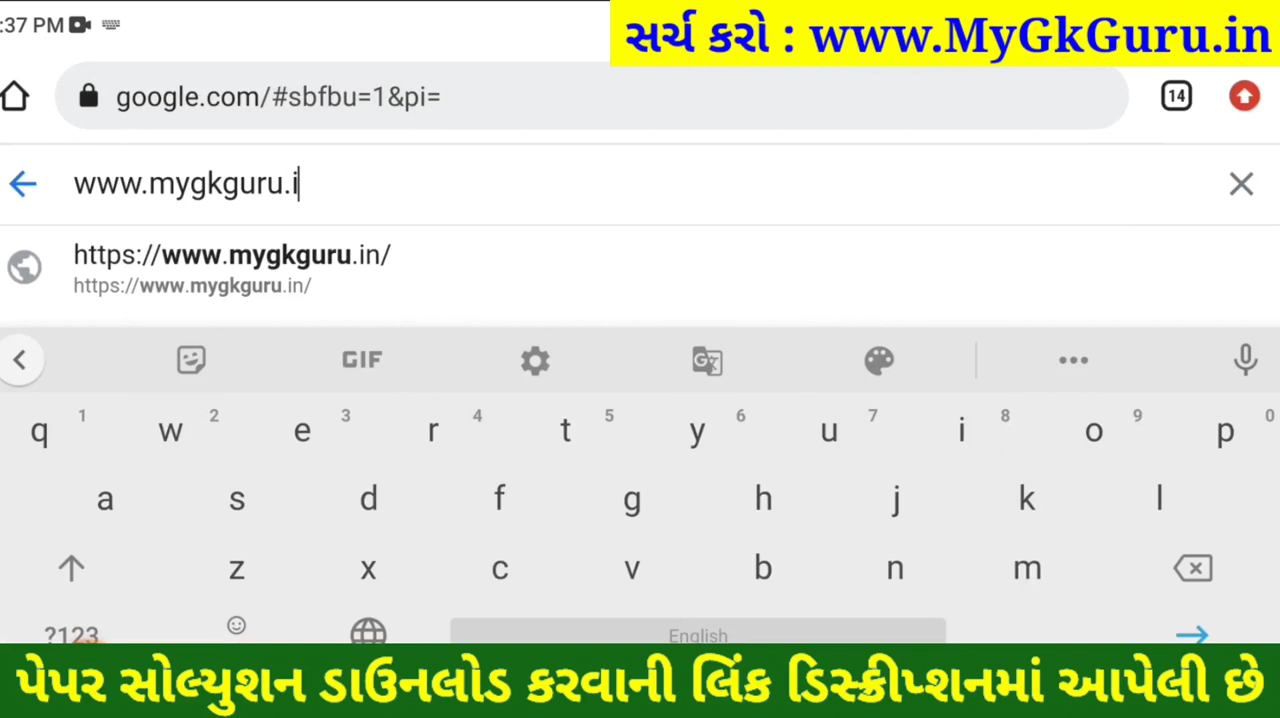 :37 PM
સર્ચ કરો : www.MyGkGuru.in
google.com/#sbfbu=1&pi=
14
www.mygkguru.i
https://www.mygkguru.in/
https://www.mygkguru.in/
GIF
q 1 w 2 e 3 r 4 t 5 y 6 u 7 i 8 o 9 p 0
a s d f g h j k l
z x c v b n m
?123 English
પેપર સોલ્યુશન ડાઉનલોડ કરવાની લિંક ડિસ્ક્રીપ્શનમાં આપેલી છે